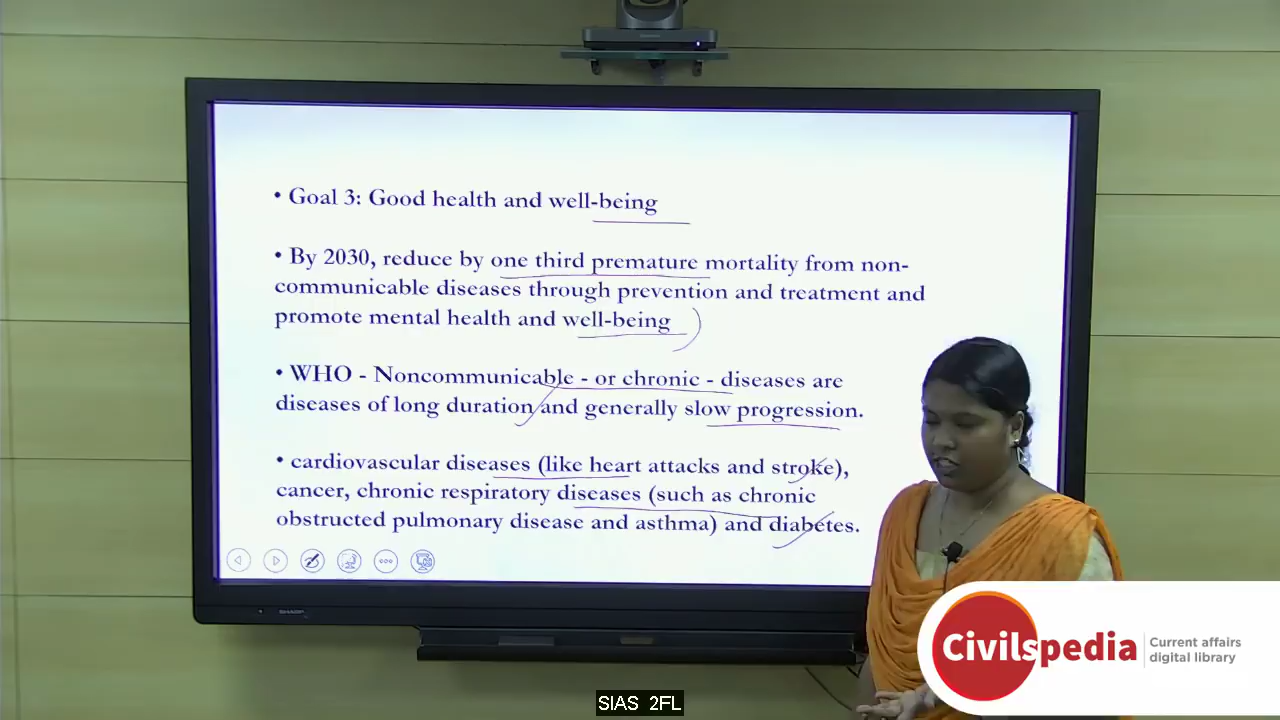 • Goal 3: Good health and well-being
• By 2030, reduce by one third premature mortality from non-
communicable diseases through prevention and treatment and
promote mental health and well-being
• WHO - Noncommunicable - or chronic - diseases are
diseases of long duration and generally slow progression.
• cardiovascular diseases (like heart attacks and stroke),
cancer, chronic respiratory diseases (such as chronic
obstructed pulmonary disease and asthma) and diabetes.
SHARP
Civilspedia
Current affairs
digital library
SIAS 2FL